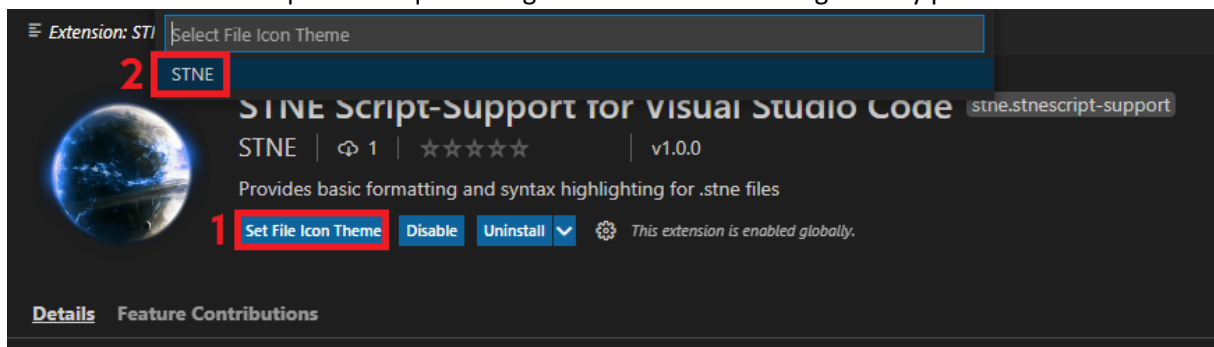 Extension: STI
Select File Icon Theme
2
STNE
STNE Script-Support for Visual Studio Code
stne.stnescript-support
STNE
1
v1.0.0
Provides basic formatting and syntax highlighting for .stne files
1
Set File Icon Theme
Disable
Uninstall
This extension is enabled globally.
Details
Feature Contributions